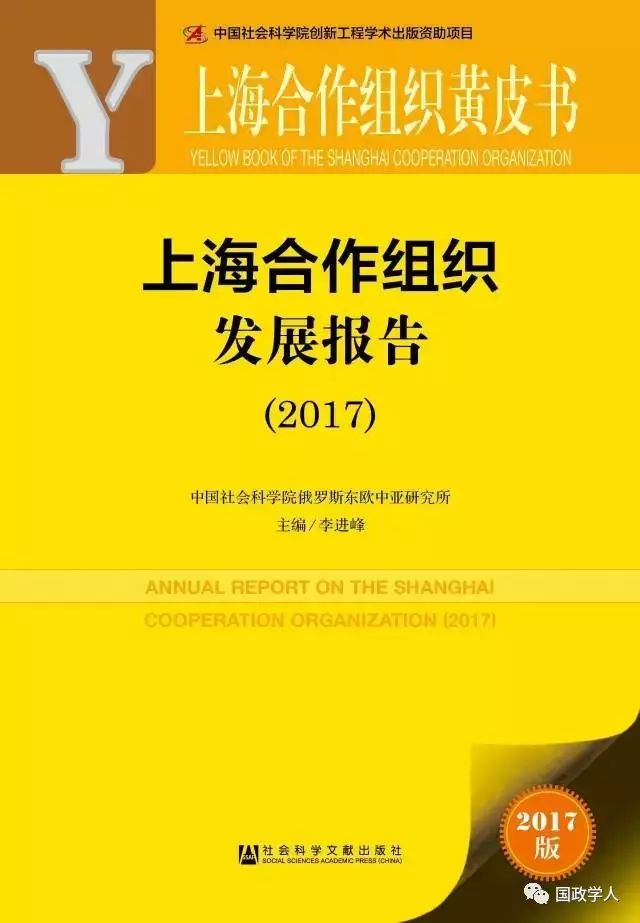 中国社会科学院创新工程学术出版资助项目
Y
上海合作组织黄皮书
YELLOW BOOK OF THE SHANGHAI COOPERATION ORGANIZATION
上海合作组织
发展报告
(2017)
中国社会科学院俄罗斯东欧中亚研究所
主编/李进峰
ANNUAL REPORT ON THE SHANGHAI
COOPERATION ORGANIZATION (2017)
2017
版
SSAP
社会科学文献出版社
SOCIAL SCIENCES ACADEMIC PRESS (CHINA)
国政学人